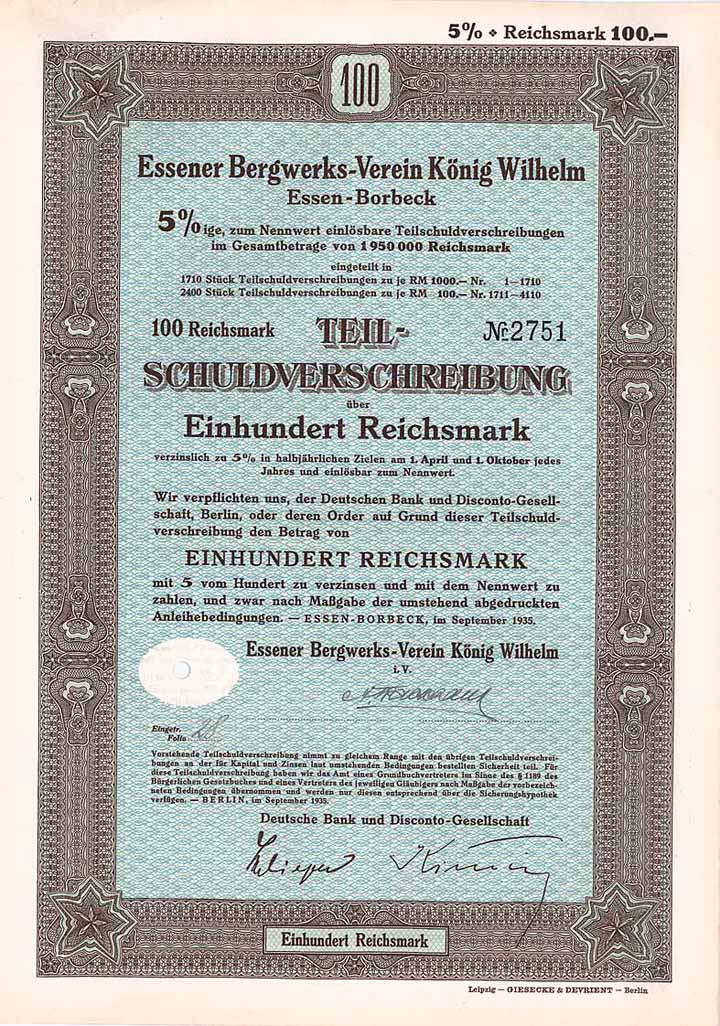 5% ❖ Reichsmark 100.—
100
Essener Bergwerks-Verein König Wilhelm
Essen-Borbeck
5%ige, zum Nennwert einlösbare Teilschuldverschreibungen
im Gesamtbetrage von 1950000 Reichsmark
eingeteilt in
1710 Stück Teilschuldverschreibungen zu je RM 1000.— Nr. 1—1710
2400 Stück Teilschuldverschreibungen zu je RM 100.— Nr. 1711—4110
100 Reichsmark TEIL- № 2751
SCHULDVERSCHREIBUNG
über
Einhundert Reichsmark
verzinslich zu 5% in halbjährlichen Zielen am 1. April und 1. Oktober jedes
Jahres und einlösbar zum Nennwert.
Wir verpflichten uns, der Deutschen Bank und Disconto-Gesell-
schaft, Berlin, oder deren Order auf Grund dieser Teilschuld-
verschreibung den Betrag von
EINHUNDERT REICHSMARK
mit 5 vom Hundert zu verzinsen und mit dem Nennwert zu
zahlen, und zwar nach Maßgabe der umstehend abgedruckten
Anleihebedingungen. — ESSEN-BORBECK, im September 1935.
Essener Bergwerks-Verein König Wilhelm
i. V.
Eingetr.
Folio
Vorstehende Teilschuldverschreibung nimmt zu gleichem Range mit den übrigen Teilschuldverschrei-
bungen an der für Kapital und Zinsen laut umstehenden Bedingungen bestellten Sicherheit teil. Für
diese Teilschuldverschreibung haben wir das Amt eines Grundbuchvertreters im Sinne des § 1189 des
Bürgerlichen Gesetzbuches und eines Vertreters des jeweiligen Gläubigers nach Maßgabe der vorbezeich-
neten Bedingungen übernommen und werden nur diesen entsprechend über die Sicherungshypothek
verfügen. — BERLIN, im September 1935.
Deutsche Bank und Disconto-Gesellschaft
Einhundert Reichsmark
Leipzig — GIESECKE & DEVRIENT — Berlin